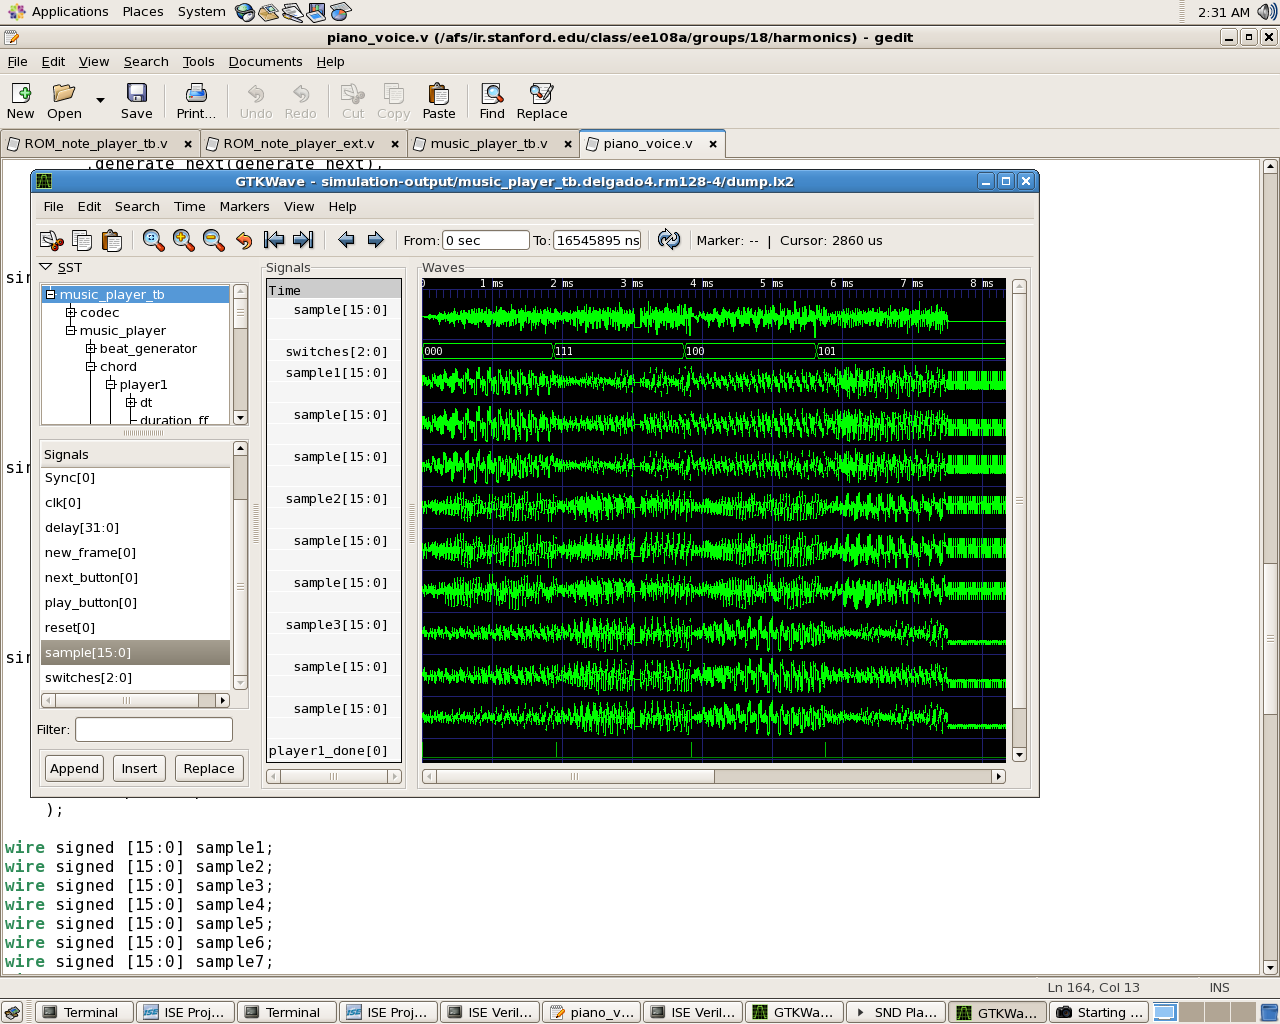 Applications Places System 2:31 AM
piano_voice.v (/afs/ir.stanford.edu/class/ee108a/groups/18/harmonics) - gedit
File Edit View Search Tools Documents Help
New Open Save Print... Undo Redo Cut Copy Paste Find Replace
ROM_note_player_tb.v ROM_note_player_ext.v music_player_tb.v piano_voice.v
.generate_next(generate_next),
GTKWave - simulation-output/music_player_tb.delgado4.rm128-4/dump.lx2
File Edit Search Time Markers View Help
From: 0 sec To: 16545895 ns Marker: -- | Cursor: 2860 us
SST
music_player_tb
codec
music_player
beat_generator
chord
player1
dt
duration_ff
Signals
Sync[0]
clk[0]
delay[31:0]
new_frame[0]
next_button[0]
play_button[0]
reset[0]
sample[15:0]
switches[2:0]
Filter:
Append Insert Replace
Signals
Time
sample[15:0]
switches[2:0]
sample1[15:0]
sample[15:0]
sample[15:0]
sample2[15:0]
sample[15:0]
sample[15:0]
sample3[15:0]
sample[15:0]
sample[15:0]
player1_done[0]
Waves
0 1 ms 2 ms 3 ms 4 ms 5 ms 6 ms 7 ms 8 ms
000 111 100 101
sin
sin
sin
);
wire signed [15:0] sample1;
wire signed [15:0] sample2;
wire signed [15:0] sample3;
wire signed [15:0] sample4;
wire signed [15:0] sample5;
wire signed [15:0] sample6;
wire signed [15:0] sample7;
Ln 164, Col 13 INS
Terminal ISE Proj... Terminal ISE Proj... ISE Veril... piano_v... ISE Veril... GTKWa... SND Pla... GTKWa... Starting ...